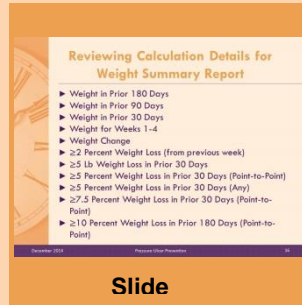 Reviewing Calculation Details for
Weight Summary Report
► Weight in Prior 180 Days
► Weight in Prior 90 Days
► Weight in Prior 30 Days
► Weight for Weeks 1-4
► Weight Change
► ≥2 Percent Weight Loss (from previous week)
► ≥5 Lb Weight Loss in Prior 30 Days
► ≥5 Percent Weight Loss in Prior 30 Days (Point-to-Point)
► ≥5 Percent Weight Loss in Prior 30 Days (Any)
► ≥7.5 Percent Weight Loss in Prior 30 Days (Point-to-
Point)
► ≥10 Percent Weight Loss in Prior 180 Days (Point-to-
Point)
December 2014 Pressure Ulcer Prevention
Slide